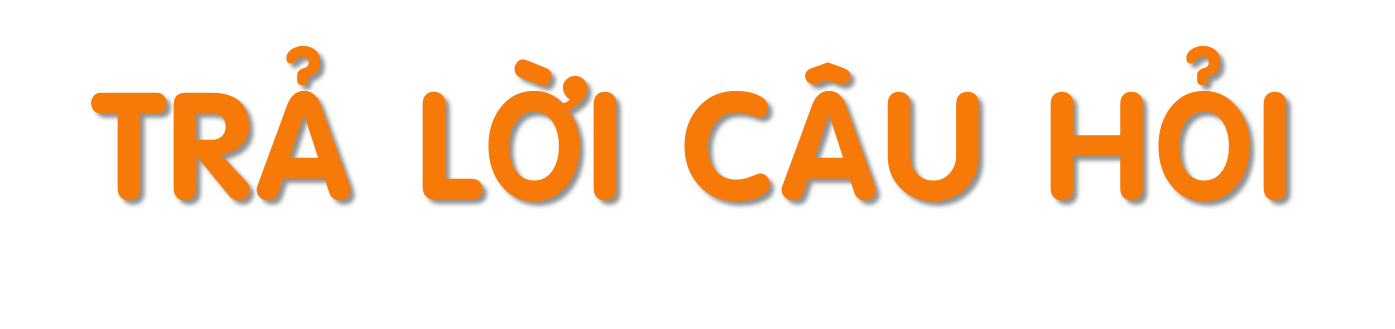 TRẢ LỜI CÂU HỎI